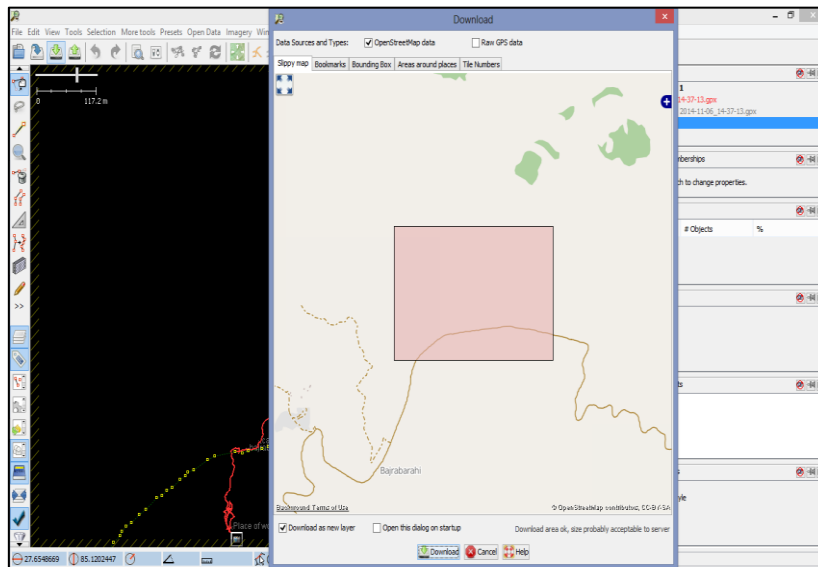 Download
File Edit View Tools Selection More tools Presets Open Data Imagery
Data Sources and Types: OpenStreetMap data Raw GPS data
Slippy map Bookmarks Bounding Box Areas around places Tile Numbers
0 117.2 m
1
14-37-13.gpx
2014-11-06_14-37-13.gpx
ch to change properties.
# Objects %
>>
Bajrabarahi
Background Terms of Use © OpenStreetMap contributors, CC-BY-SA
Download as new layer Open this dialog on startup Download area ok, size probably acceptable to server
Download Cancel Help
27.6548669 85.1202447